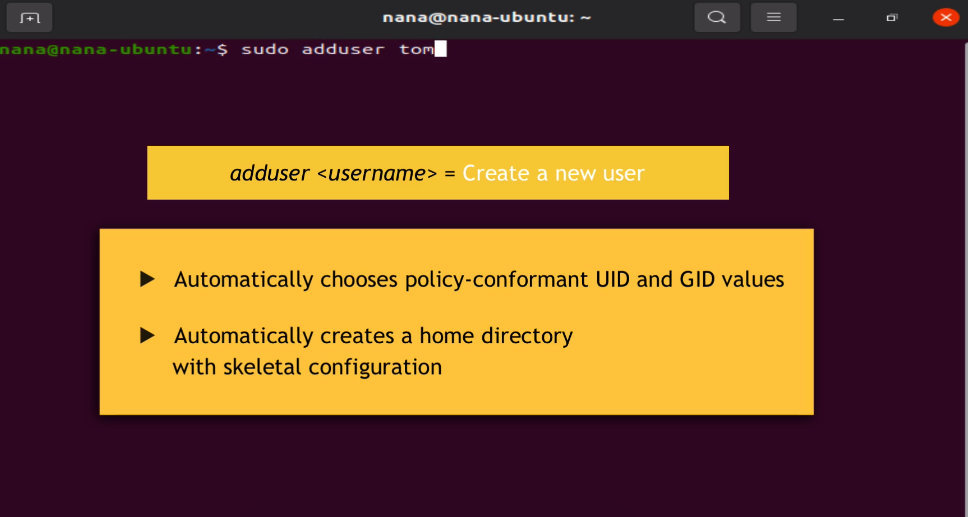 nana@nana-ubuntu: ~
nana@nana-ubuntu:~$ sudo adduser tom
adduser <username> = Create a new user
Automatically chooses policy-conformant UID and GID values
Automatically creates a home directory
with skeletal configuration